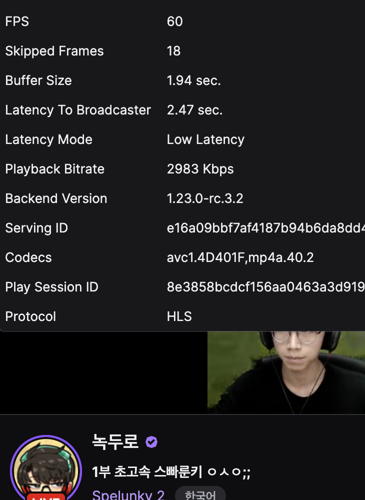 FPS 60
Skipped Frames 18
Buffer Size 1.94 sec.
Latency To Broadcaster 2.47 sec.
Latency Mode Low Latency
Playback Bitrate 2983 Kbps
Backend Version 1.23.0-rc.3.2
Serving ID e16a09bbf7af4187b94b6da8dd4
Codecs avc1.4D401F,mp4a.40.2
Play Session ID 8e3858bcdcf156aa0463a3d919
Protocol HLS
녹두로
1부 초고속 스빠룬키 ㅇㅅㅇ;;
Spelunky 2 한국어